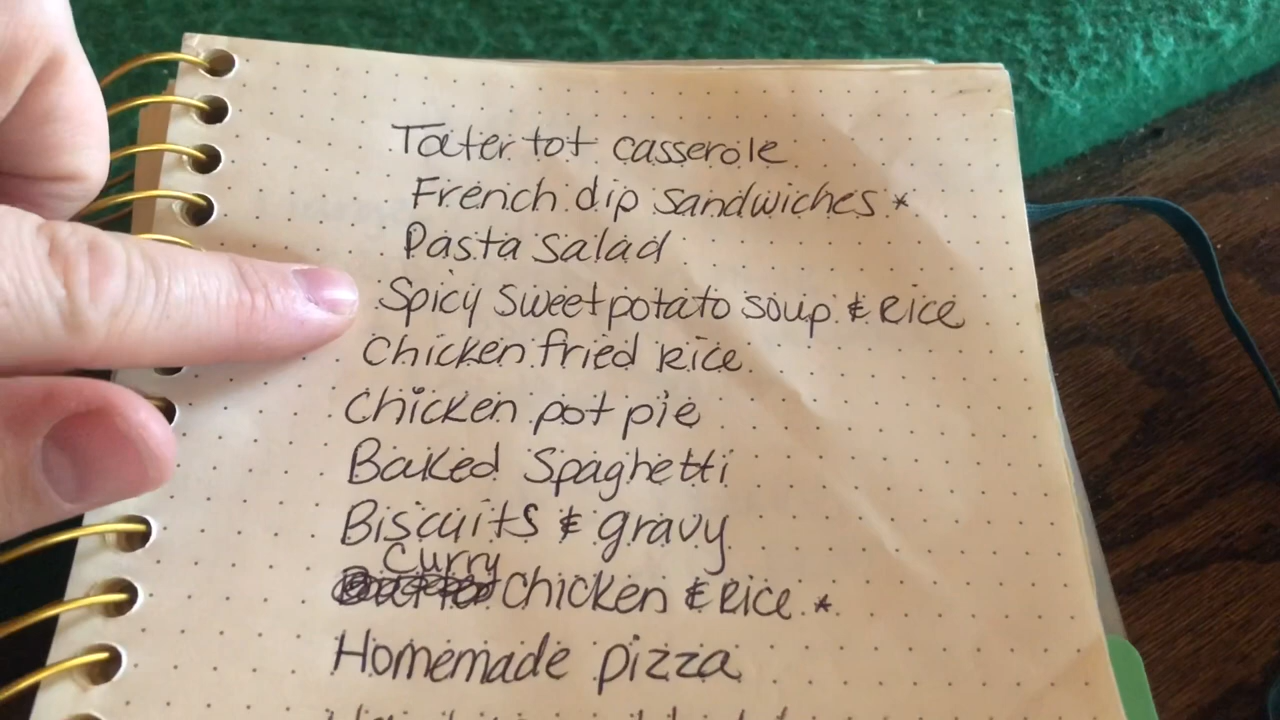 Tater tot casserole
French dip sandwiches *
Pasta salad
Spicy sweet potato soup & Rice
Chicken fried rice
Chicken pot pie
Baked Spaghetti
Biscuits & gravy
Curry
Chicken & Rice *
Homemade pizza